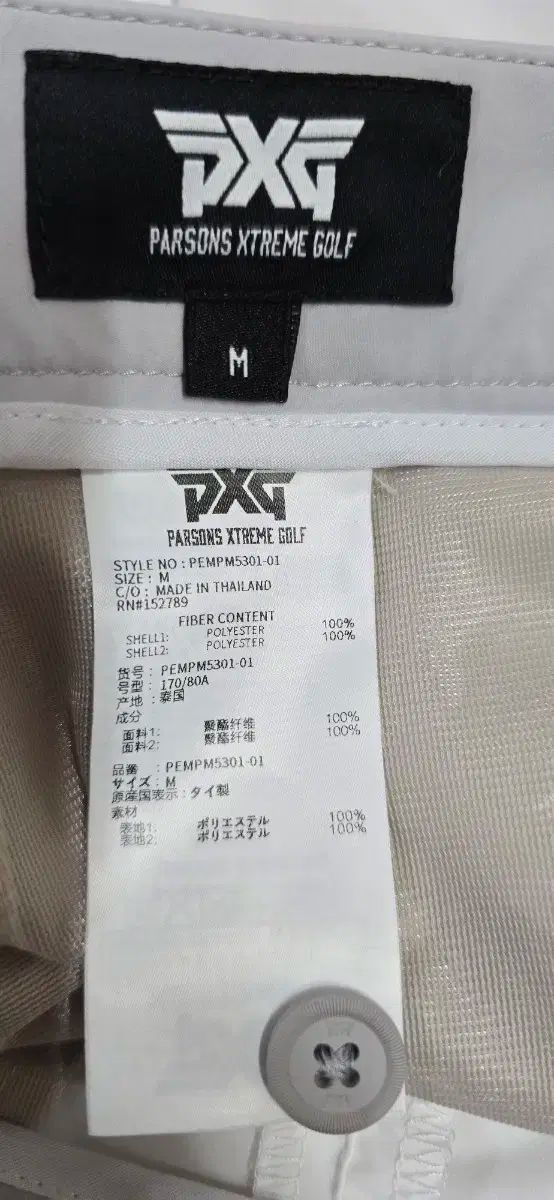 PXG
PARSONS XTREME GOLF
M
PXG
PARSONS XTREME GOLF
STYLE NO : PEMPM5301-01
SIZE : M
C/O : MADE IN THAILAND
RN#152789
FIBER CONTENT
SHELL1: POLYESTER 100%
SHELL2: POLYESTER 100%
货号 : PEMPM5301-01
号型 : 170/80A
产地 : 泰国
成分
面料1: 聚酯纤维 100%
面料2: 聚酯纤维 100%
品番 : PEMPM5301-01
サイズ : M
原産国表示 : タイ製
素材
表地1: ポリエステル 100%
表地2: ポリエステル 100%